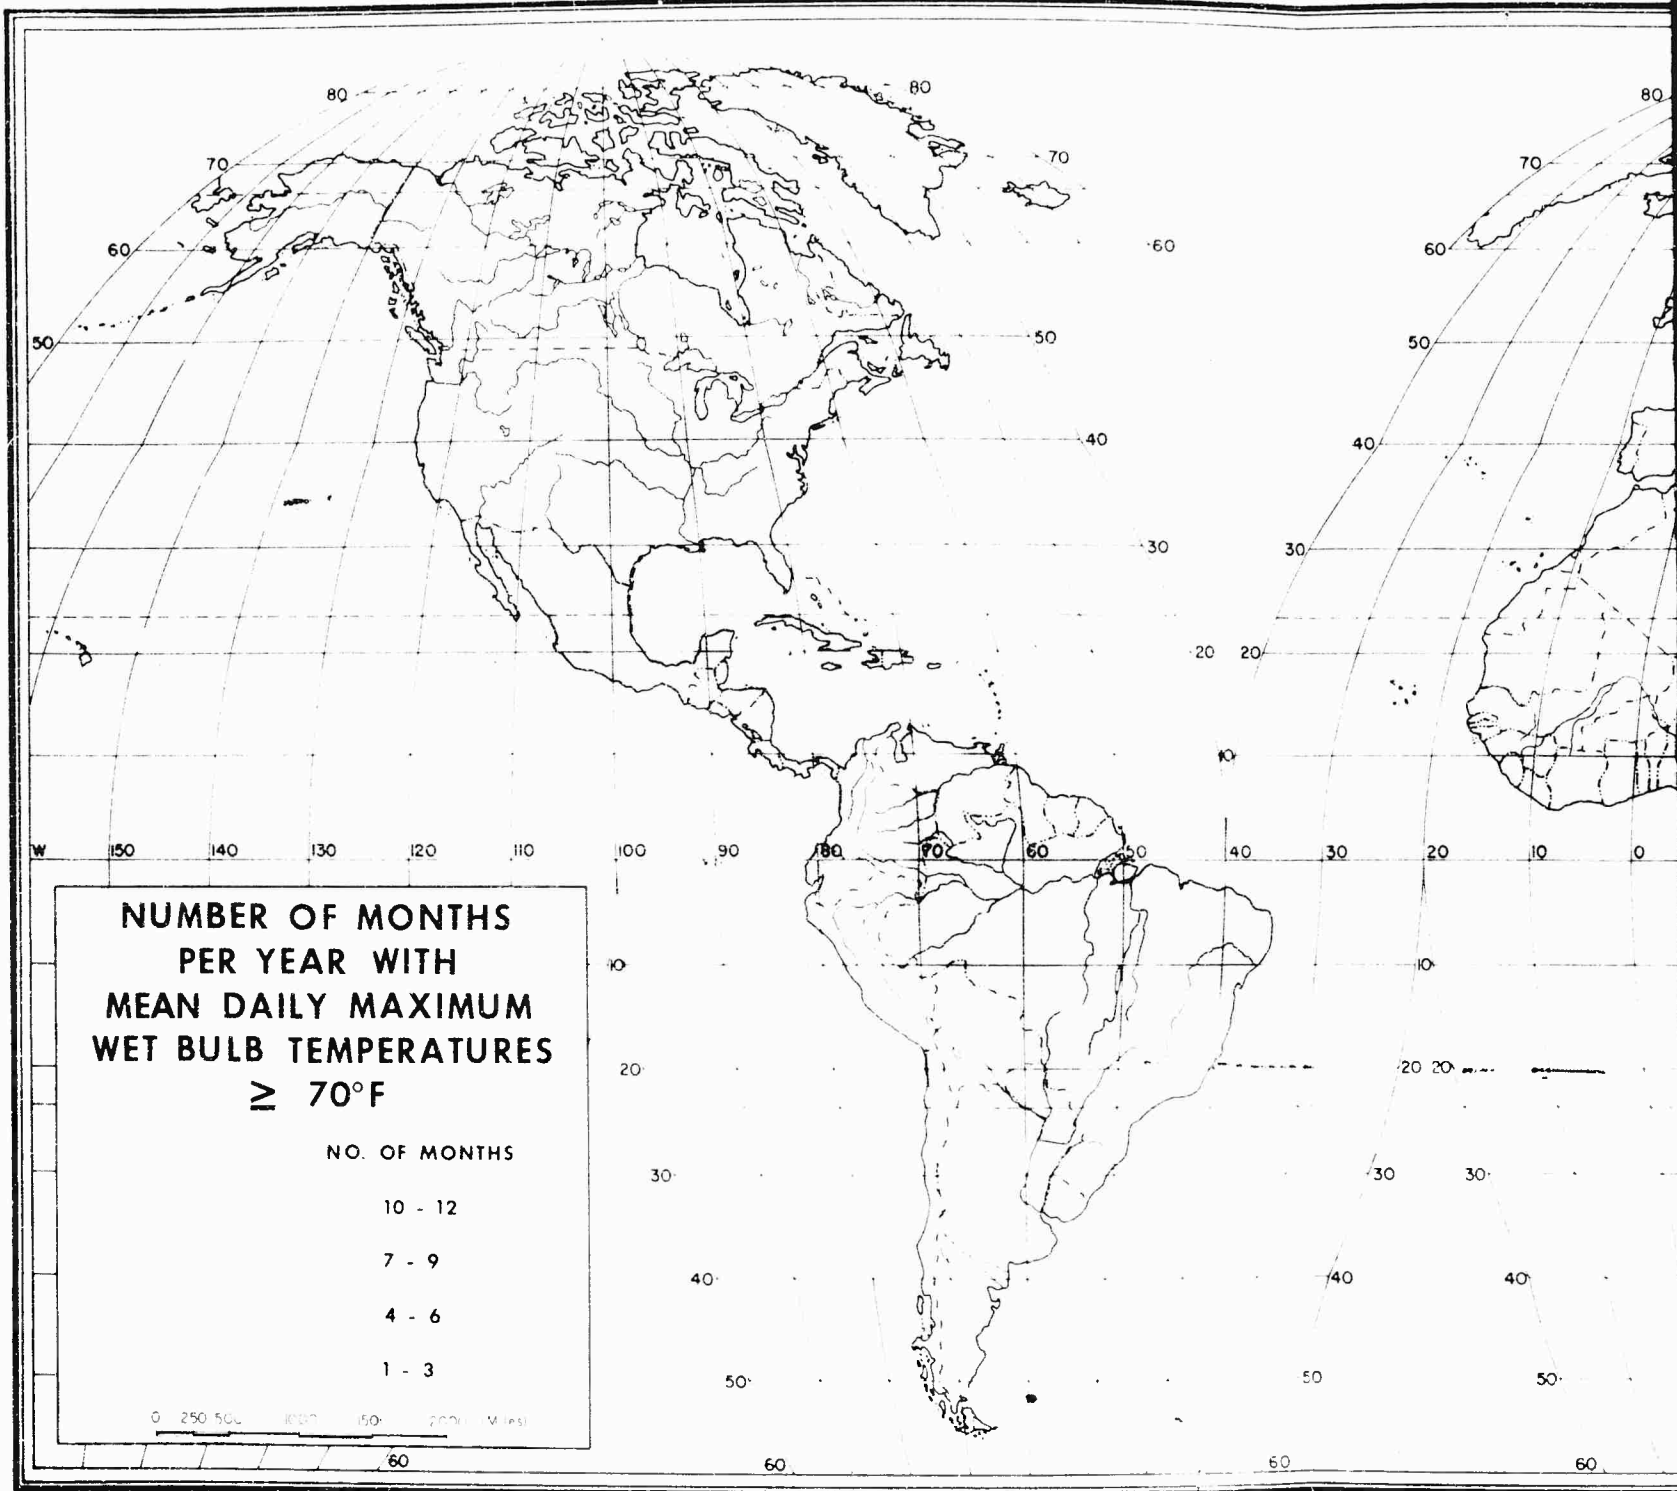 80 80 80
70 70 70
60 60 60
50 50 50
40 40
30 30
20 20
10
W 150 140 130 120 110 100 90 80 70 60 50 40 30 20 10 0
NUMBER OF MONTHS
PER YEAR WITH
MEAN DAILY MAXIMUM
WET BULB TEMPERATURES
≥ 70°F
NO. OF MONTHS
10 - 12
7 - 9
4 - 6
1 - 3
0 250 500
10 10
20 20 20
30 30 30
40 40 40
50 50 50
60 60 60 60